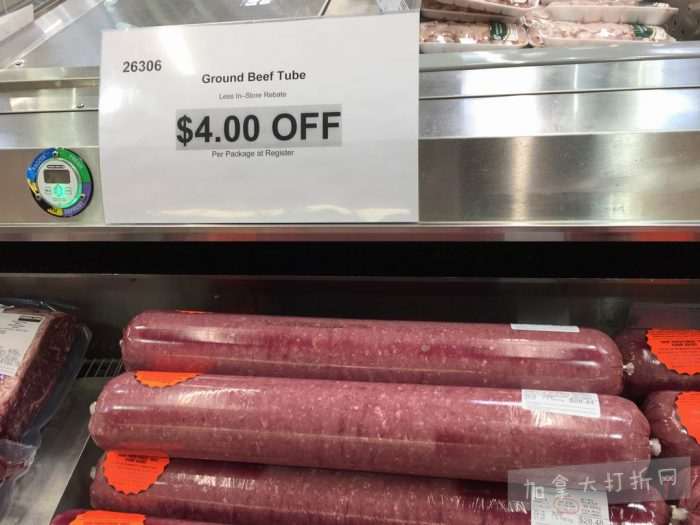 26306
Ground Beef Tube
Less In-Store Rebate
$4.00 OFF
Per Package at Register
加拿大打折网